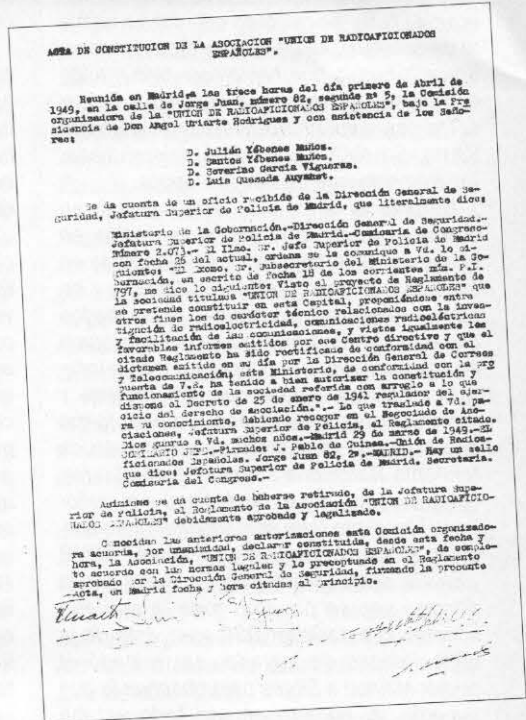 ACTA DE CONSTITUCION DE LA ASOCIACION "UNION DE RADIOAFICIONADOS
ESPAÑOLES".
Reunida en Madrid, a las trece horas del día primero de Abril de
1949, en la calle de Jorge Juan, número 82, segundo nº 5, la Comisión
organizadora de la "UNION DE RADIOAFICIONADOS ESPAÑOLES", bajo la Pre
sidencia de Don Angel Uriarte Rodriguez y con asistencia de los Seño-
res:
D. Julián Yébenes Muñoz.
D. Santos Yébenes Muñoz.
D. Severino García Vigueras.
D. Luis Quesada Auyanet.
Se da cuenta de un oficio recibido de la Dirección General de Se-
guridad, Jefatura Superior de Policia de Madrid, que literalmente dice:
Ministerio de la Gobernación.-Dirección General de Seguridad.-
Jefatura Superior de Policia de Madrid.-Comisaria de Congreso-
Número 2.073.- El Ilmo. Sr. Jefe Superior de Policia de Madrid
con fecha 26 del actual, ordena se le comunique a Vd. lo si-
guiente: "El Excmo. Sr. Subsecretario del Ministerio de la Go-
bernación, en escrito de fecha 18 de los corrientes núm.
797, me dice lo siguiente: Visto el proyecto de Reglamento de
la sociedad titulada "UNION DE RADIOAFICIONADOS ESPAÑOLES" que
se pretende constituir en esta Capital, proponiéndose entre
otros fines los de carácter técnico relacionados con la inves-
tigación de radioelectricidad, comunicaciones radioeléctricas
y facilitación de las comunicaciones, y vistos igualmente los
favorables informes emitidos por ese Centro directivo y que el
citado Reglamento ha sido rectificado de conformidad con el
dictamen emitido en su día por la Dirección General de Correos
y Telecomunicación; este Ministerio, de conformidad con la pro
puesta de V.E. ha tenido a bien autorizar la constitución y
funcionamiento de la sociedad referida con arreglo a lo que
dispone el Decreto de 25 de enero de 1941 regulador del ejer-
cicio del derecho de asociación.".- Lo que traslado a Vd. pa-
ra su conocimiento, debiendo recoger en el Negociado de Aso-
ciaciones, Jefatura Superior de Policia, el Reglamento citado.
Dios guarde a Vd. muchos años.-Madrid 29 de marzo de 1949.-EL
COMISARIO JEFE.-Firmado: J. Pablo de Guinea.-Unión de Radioa-
ficionados Españoles. Jorge Juan 82, 2º.-MADRID.- Hay un sello
que dice: Jefatura Superior de Policia de Madrid. Secretaria.
Comisaria del Congreso.-
Asimismo se da cuenta de haberse retirado, de la Jefatura Supe-
rior de Policia, el Reglamento de la Asociación "UNION DE RADIOAFICIO-
NADOS ESPAÑOLES" debidamente aprobado y legalizado.
Conocidas las anteriores autorizaciones esta Comisión organizado-
ra acuerda, por unanimidad, declarar constituida, desde esta fecha y
hora, la Asociación, "UNION DE RADIOAFICIONADOS ESPAÑOLES", de comple-
to acuerdo con las normas legales y lo preceptuado en el Reglamento
aprobado por la Dirección General de Seguridad, firmando la presente
Acta, en Madrid fecha y hora citadas al principio.